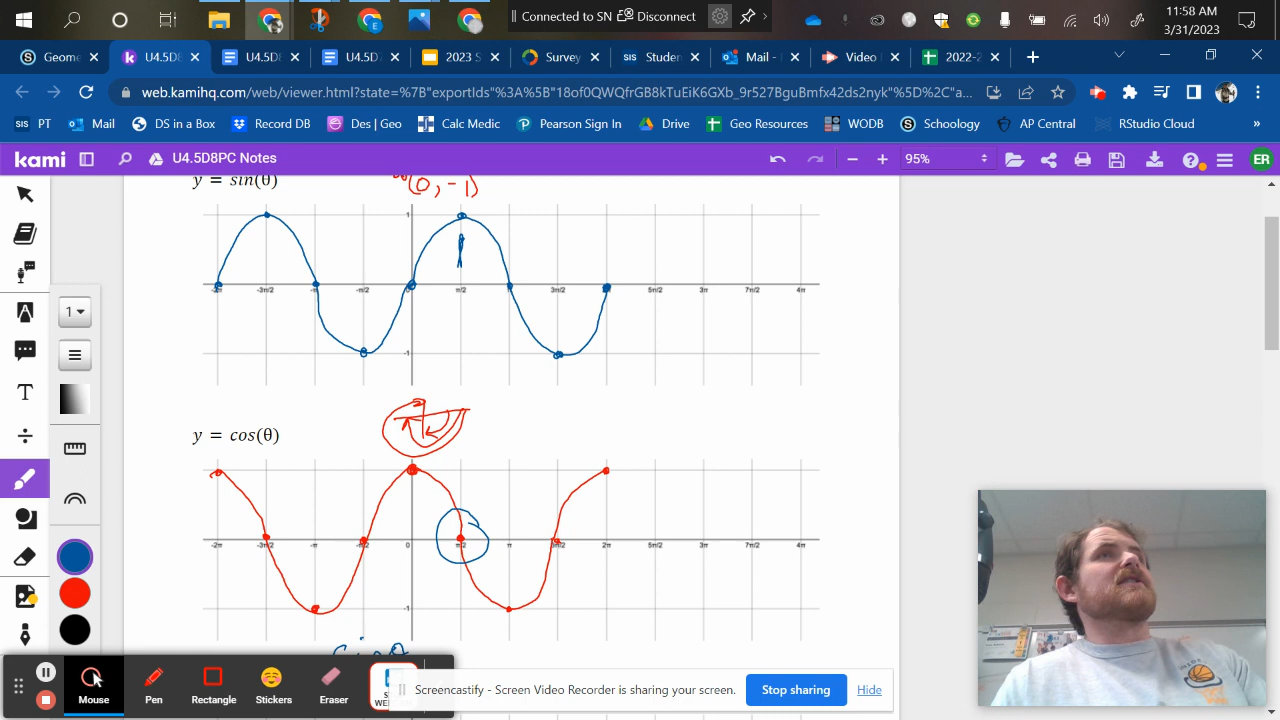 Connected to SN Disconnect
11:58 AM
3/31/2023
Geome
U4.5D8
U4.5D8
U4.5D
2023 S
Survey
SIS Studen
Mail -
Video
2022-2
web.kamihq.com/web/viewer.html?state=%7B"exportIds"%3A%5B"18of0QWQfrGB8kTuEiK6GXb_9r527BguBmfx42ds2nyk"%5D%2C"a...
SIS PT
Mail
DS in a Box
Record DB
Des | Geo
Calc Medic
Pearson Sign In
Drive
Geo Resources
WODB
Schoology
AP Central
RStudio Cloud
»
kami
U4.5D8PC Notes
95%
ER
1
T
y = sin(θ)
(0, -1)
1
-2π -3π/2 -π -π/2 0 π/2 3π/2 5π/2 3π 7π/2 4π
-1
y = cos(θ)
-2π -3π/2 -π -π/2 0 π/2 π 3π/2 2π 5π/2 3π 7π/2 4π
-1
Mouse
Pen
Rectangle
Stickers
Eraser
Screencastify - Screen Video Recorder is sharing your screen.
Stop sharing
Hide